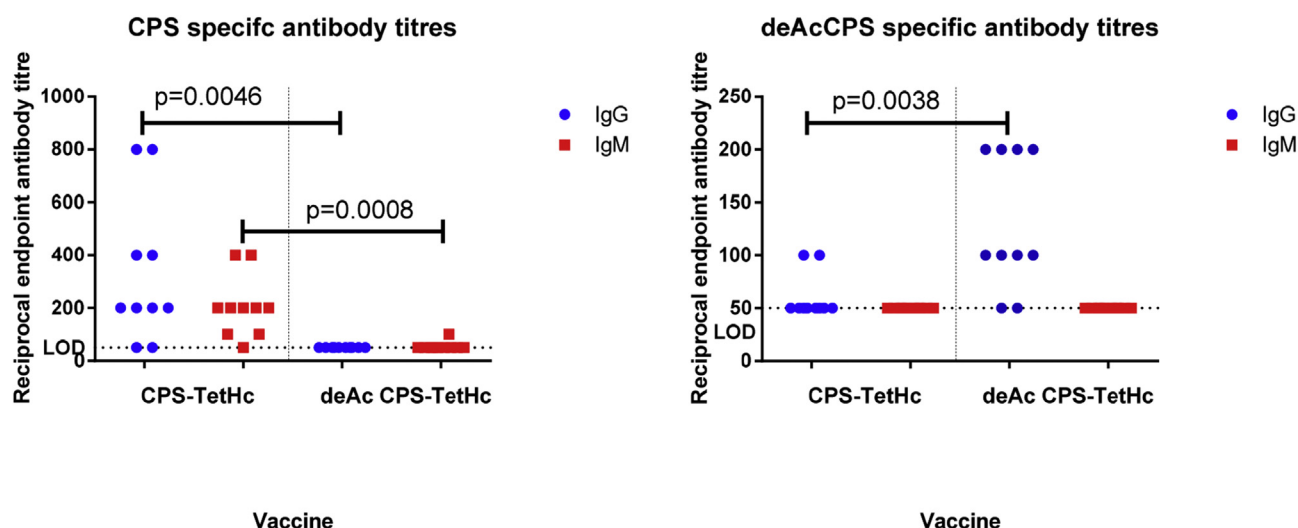 CPS specifc antibody titres
Reciprocal endpoint antibody titre
1000
800
600
400
200
LOD
0
p=0.0046
p=0.0008
IgG
IgM
CPS-TetHc
deAc CPS-TetHc
Vaccine
deAcCPS specific antibody titres
Reciprocal endpoint antibody titre
250
200
150
100
50
LOD
0
p=0.0038
IgG
IgM
CPS-TetHc
deAc CPS-TetHc
Vaccine